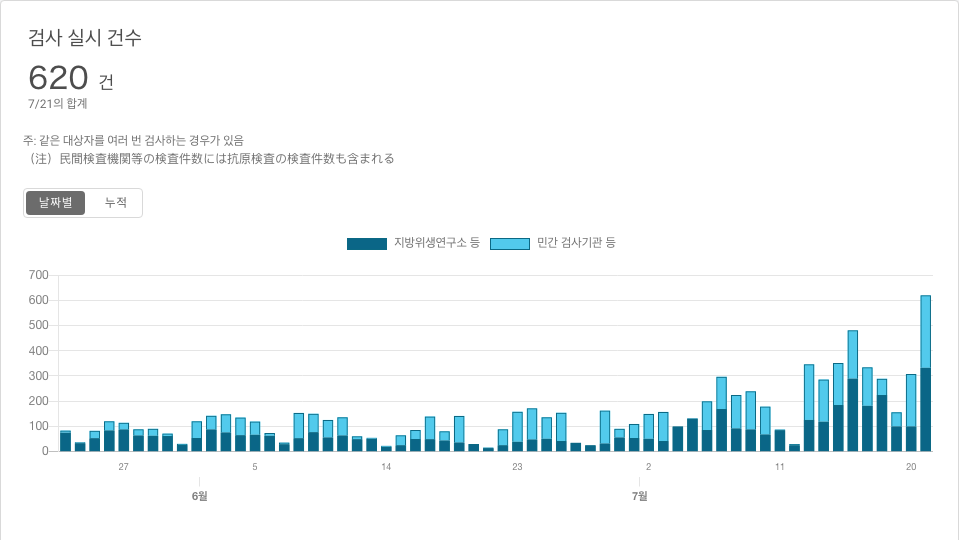 검사 실시 건수
620 건
7/21의 합계
주: 같은 대상자를 여러 번 검사하는 경우가 있음
（注）民間検査機関等の検査件数には抗原検査の検査件数も含まれる
날짜별 누적
지방위생연구소 등 민간 검사기관 등
700
600
500
400
300
200
100
0
27 5 14 23 2 11 20
6월 7월